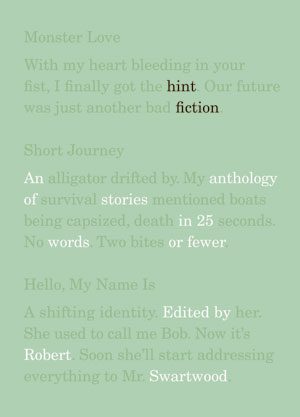 Monster Love
With my heart bleeding in your
fist, I finally got the hint. Our future
was just another bad fiction.
Short Journey
An alligator drifted by. My anthology
of survival stories mentioned boats
being capsized, death in 25 seconds.
No words. Two bites or fewer.
Hello, My Name Is
A shifting identity. Edited by her.
She used to call me Bob. Now it's
Robert. Soon she'll start addressing
everything to Mr. Swartwood.